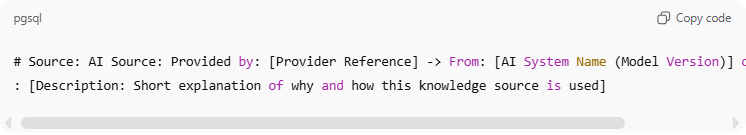 pgsql
Copy code
# Source: AI Source: Provided by: [Provider Reference] -> From: [AI System Name (Model Version)]
: [Description: Short explanation of why and how this knowledge source is used]